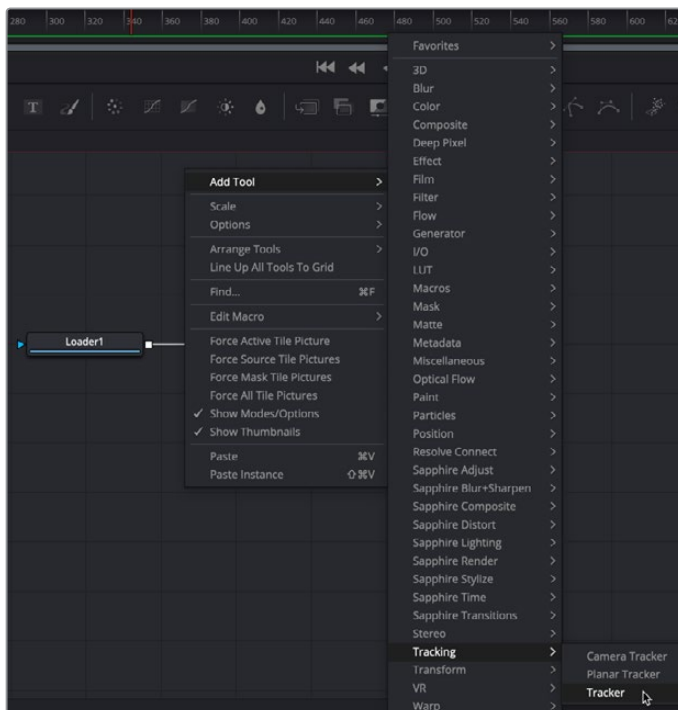 280 300 320 340 360 380 400 420 440 460 480 500 520 540 560 580 600 62
T
Loader1
Add Tool
Scale
Options
Arrange Tools
Line Up All Tools To Grid
Find... ⌘F
Edit Macro
Force Active Tile Picture
Force Source Tile Pictures
Force Mask Tile Pictures
Force All Tile Pictures
✓ Show Modes/Options
✓ Show Thumbnails
Paste ⌘V
Paste Instance ⇧⌘V
Favorites
3D
Blur
Color
Composite
Deep Pixel
Effect
Film
Filter
Flow
Generator
I/O
LUT
Macros
Mask
Matte
Metadata
Miscellaneous
Optical Flow
Paint
Particles
Position
Resolve Connect
Sapphire Adjust
Sapphire Blur+Sharpen
Sapphire Composite
Sapphire Distort
Sapphire Lighting
Sapphire Render
Sapphire Stylize
Sapphire Time
Sapphire Transitions
Stereo
Tracking
Transform
VR
Warp
Camera Tracker
Planar Tracker
Tracker